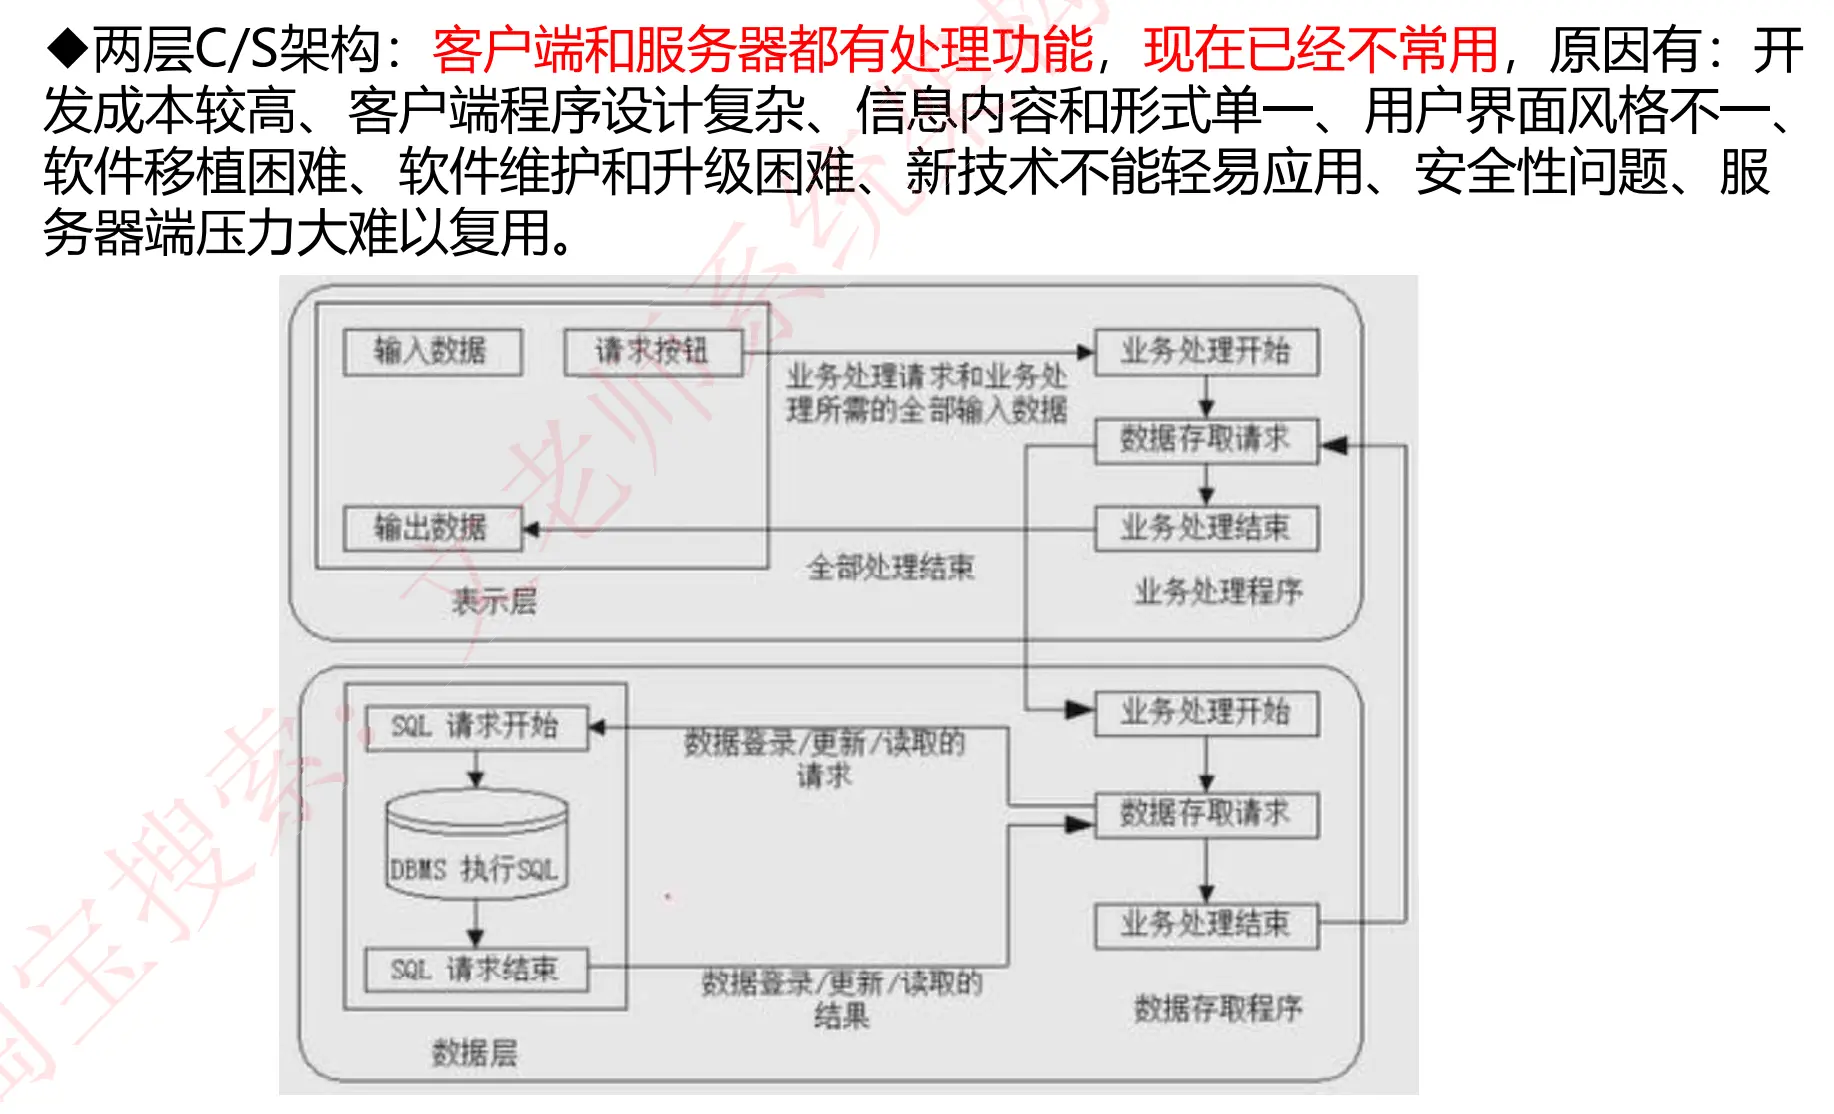 ◆两层C/S架构：客户端和服务器都有处理功能，现在已经不常用，原因有：开
发成本较高、客户端程序设计复杂、信息内容和形式单一、用户界面风格不一、
软件移植困难、软件维护和升级困难、新技术不能轻易应用、安全性问题、服
务器端压力大难以复用。
输入数据
请求按钮
业务处理开始
业务处理请求和业务处
理所需的全部输入数据
数据存取请求
输出数据
业务处理结束
全部处理结束
表示层
业务处理程序
SQL 请求开始
业务处理开始
数据登录/更新/读取的
请求
数据存取请求
DBMS 执行SQL
业务处理结束
SQL 请求结束
数据登录/更新/读取的
结果
数据存取程序
数据层
淘宝搜索：文老师系统架构